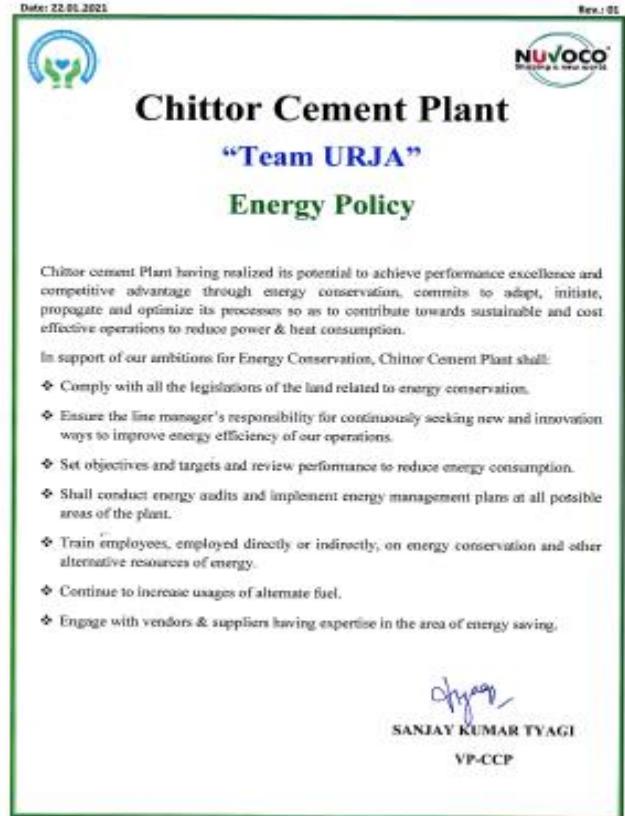 Date: 22.01.2021
Rev.: 01
NUVOCO
Shaping a new world
Chittor Cement Plant
“Team URJA”
Energy Policy
Chittor cement Plant having realized its potential to achieve performance excellence and
competitive advantage through energy conservation, commits to adapt, initiate,
propagate and optimize its processes so as to contribute towards sustainable and cost
effective operations to reduce power & heat consumption.
In support of our ambitions for Energy Conservation, Chittor Cement Plant shall:
❖ Comply with all the legislations of the land related to energy conservation.
❖ Ensure the line manager’s responsibility for continuously seeking new and innovation
ways to improve energy efficiency of our operations.
❖ Set objectives and targets and review performance to reduce energy consumption.
❖ Shall conduct energy audits and implement energy management plans at all possible
areas of the plant.
❖ Train employees, employed directly or indirectly, on energy conservation and other
alternative resources of energy.
❖ Continue to increase usages of alternate fuel.
❖ Engage with vendors & suppliers having expertise in the area of energy saving.
SANJAY KUMAR TYAGI
VP-CCP